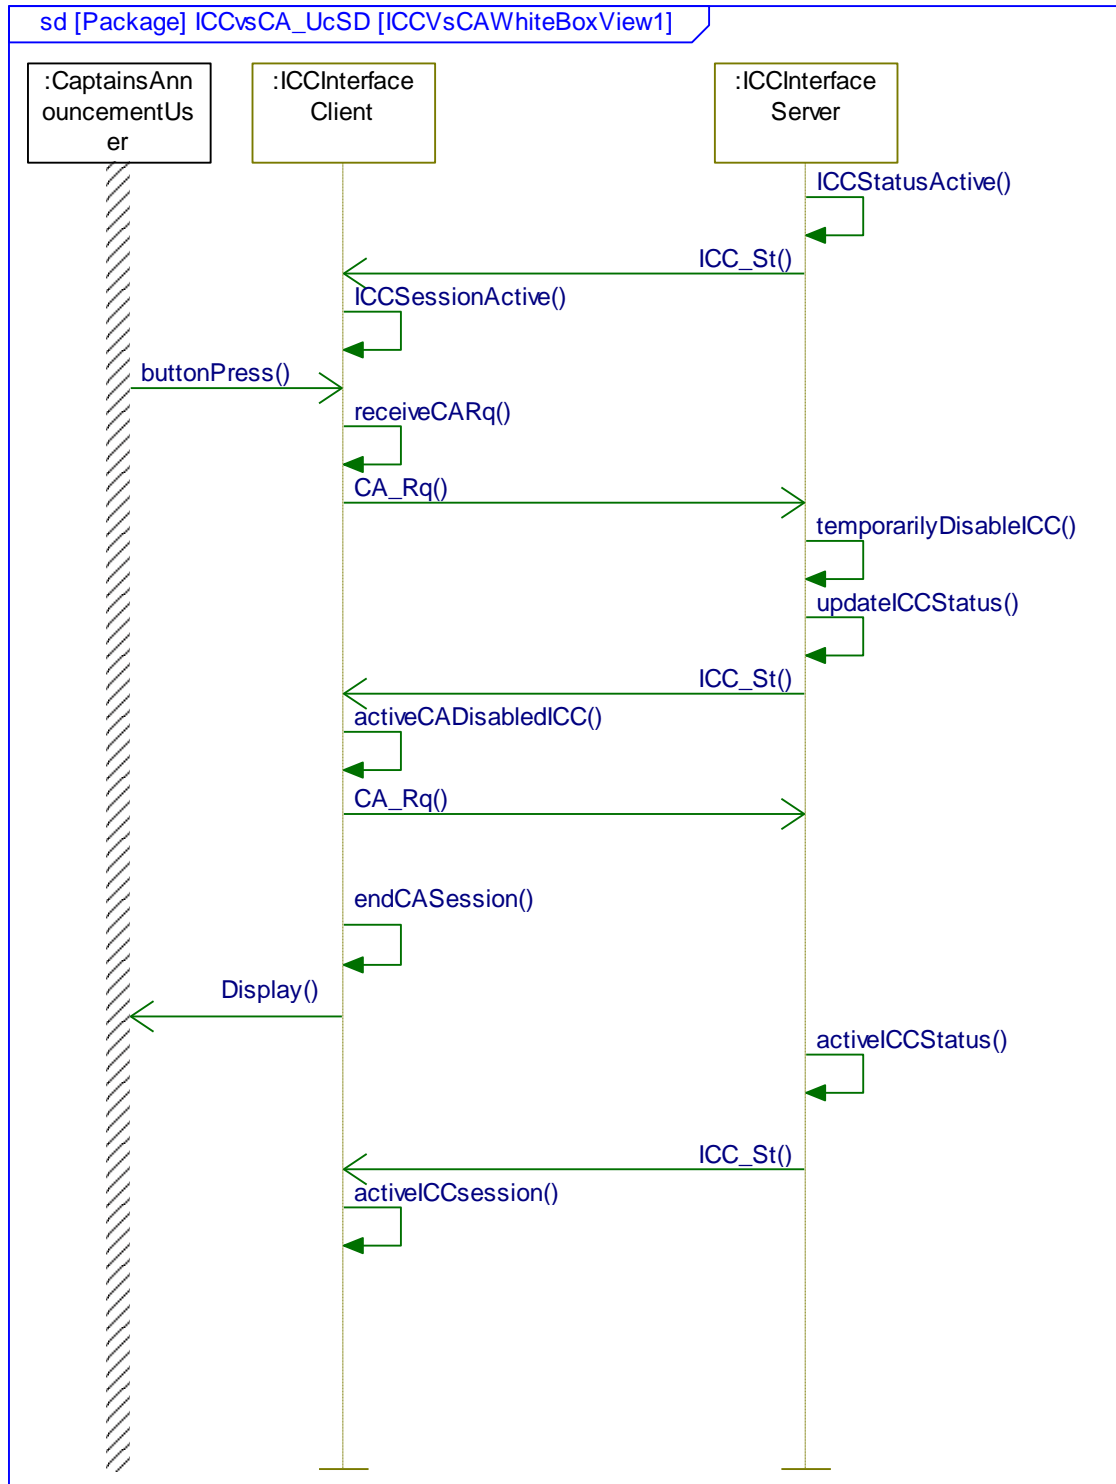 sd [Package] ICCvsCA_UcSD [ICCVsCAWhiteBoxView1]
:CaptainsAnn
ouncementUs
er
:ICCInterface
Client
:ICCInterface
Server
ICCStatusActive()
ICC_St()
ICCSessionActive()
buttonPress()
receiveCARq()
CA_Rq()
temporarilyDisableICC()
updateICCStatus()
ICC_St()
activeCADisabledICC()
CA_Rq()
endCASession()
Display()
activeICCStatus()
ICC_St()
activeICCsession()